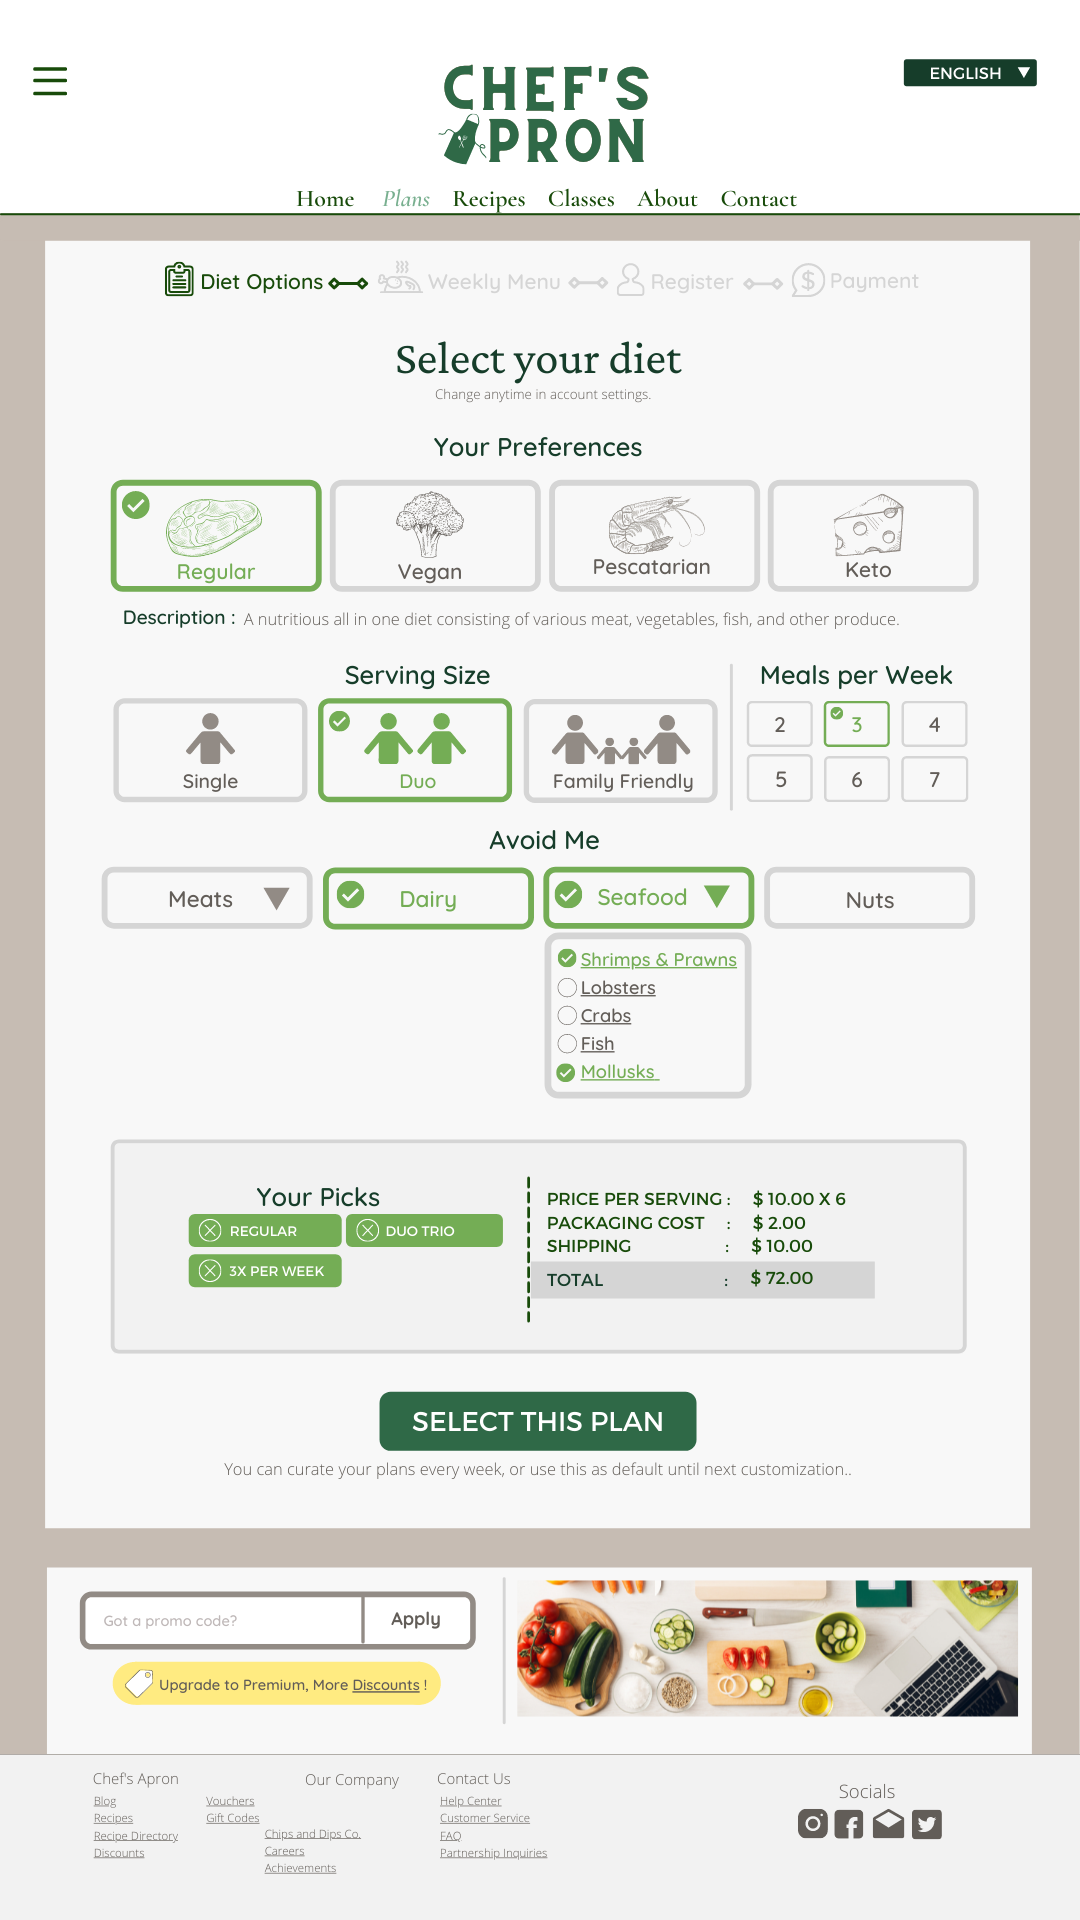 ENGLISH ▼
CHEF'S
PRON
Home Plans Recipes Classes About Contact
Diet Options Weekly Menu Register $ Payment
Select your diet
Change anytime in account settings.
Your Preferences
Regular Vegan Pescatarian Keto
Description : A nutritious all in one diet consisting of various meat, vegetables, fish, and other produce.
Serving Size
Single Duo Family Friendly
Meals per Week
2 3 4
5 6 7
Avoid Me
Meats Dairy Seafood Nuts
Shrimps & Prawns
Lobsters
Crabs
Fish
Mollusks
Your Picks
REGULAR DUO TRIO
3X PER WEEK
PRICE PER SERVING : $ 10.00 X 6
PACKAGING COST : $ 2.00
SHIPPING : $ 10.00
TOTAL : $ 72.00
SELECT THIS PLAN
You can curate your plans every week, or use this as default until next customization..
Got a promo code? Apply
Upgrade to Premium, More Discounts !
Chef's Apron
Blog
Recipes
Recipe Directory
Discounts
Vouchers
Gift Codes
Our Company
Chips and Dips Co.
Careers
Achievements
Contact Us
Help Center
Customer Service
FAQ
Partnership Inquiries
Socials